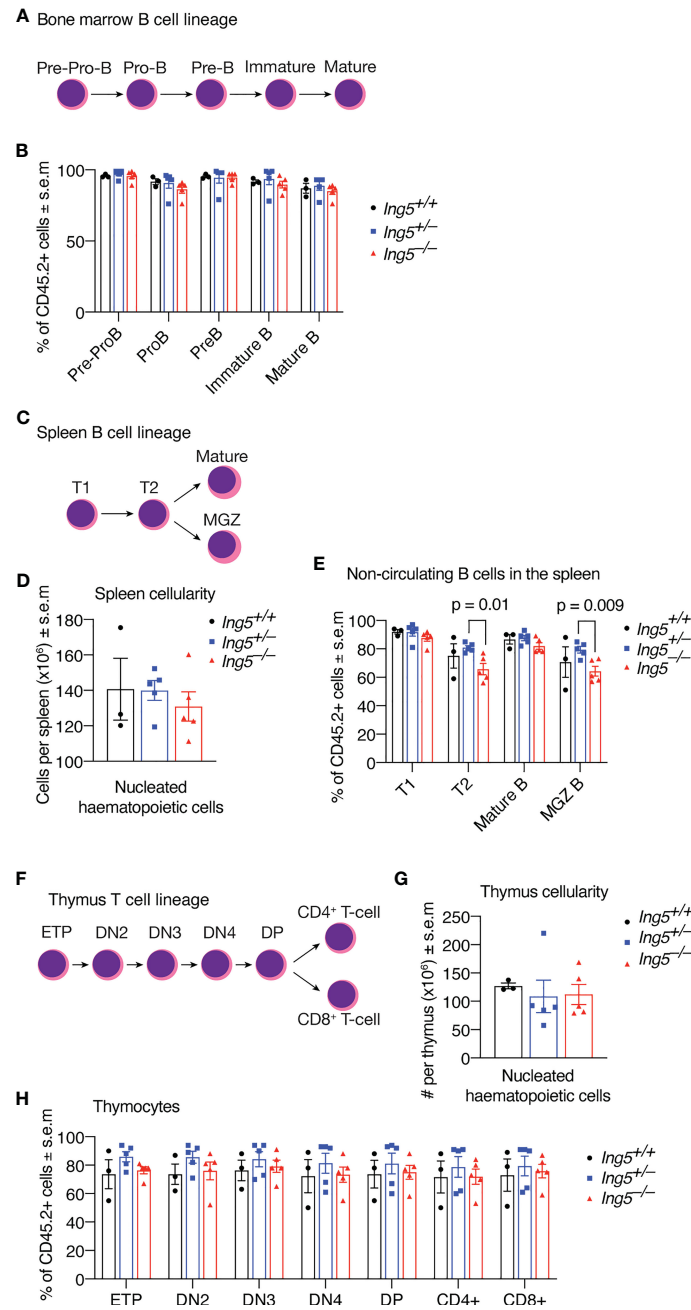 A Bone marrow B cell lineage
Pre-Pro-B Pro-B Pre-B Immature Mature
B
% of CD45.2+ cells ± s.e.m
100
50
0
Pre-ProB
ProB
PreB
Immature B
Mature B
Ing5+/+
Ing5+/–
Ing5–/–
C
Spleen B cell lineage
Mature
T1 T2
MGZ
D
Spleen cellularity
Cells per spleen (x10⁶) ± s.e.m
180
160
140
120
100
Nucleated
haematopoietic cells
Ing5+/+
Ing5+/–
Ing5–/–
E
Non-circulating B cells in the spleen
p = 0.01 p = 0.009
% of CD45.2+ cells ± s.e.m
100
80
60
40
20
0
T1
T2
Mature B
MGZ B
Ing5+/+
Ing5+/–
Ing5–/–
F
Thymus T cell lineage
CD4+ T-cell
ETP DN2 DN3 DN4 DP
CD8+ T-cell
G
Thymus cellularity
# per thymus (x10⁶) ± s.e.m
250
200
150
100
50
0
Nucleated
haematopoietic cells
Ing5+/+
Ing5+/–
Ing5–/–
H
Thymocytes
% of CD45.2+ cells ± s.e.m
100
80
60
40
20
0
ETP DN2 DN3 DN4 DP CD4+ CD8+
Ing5+/+
Ing5+/–
Ing5–/–